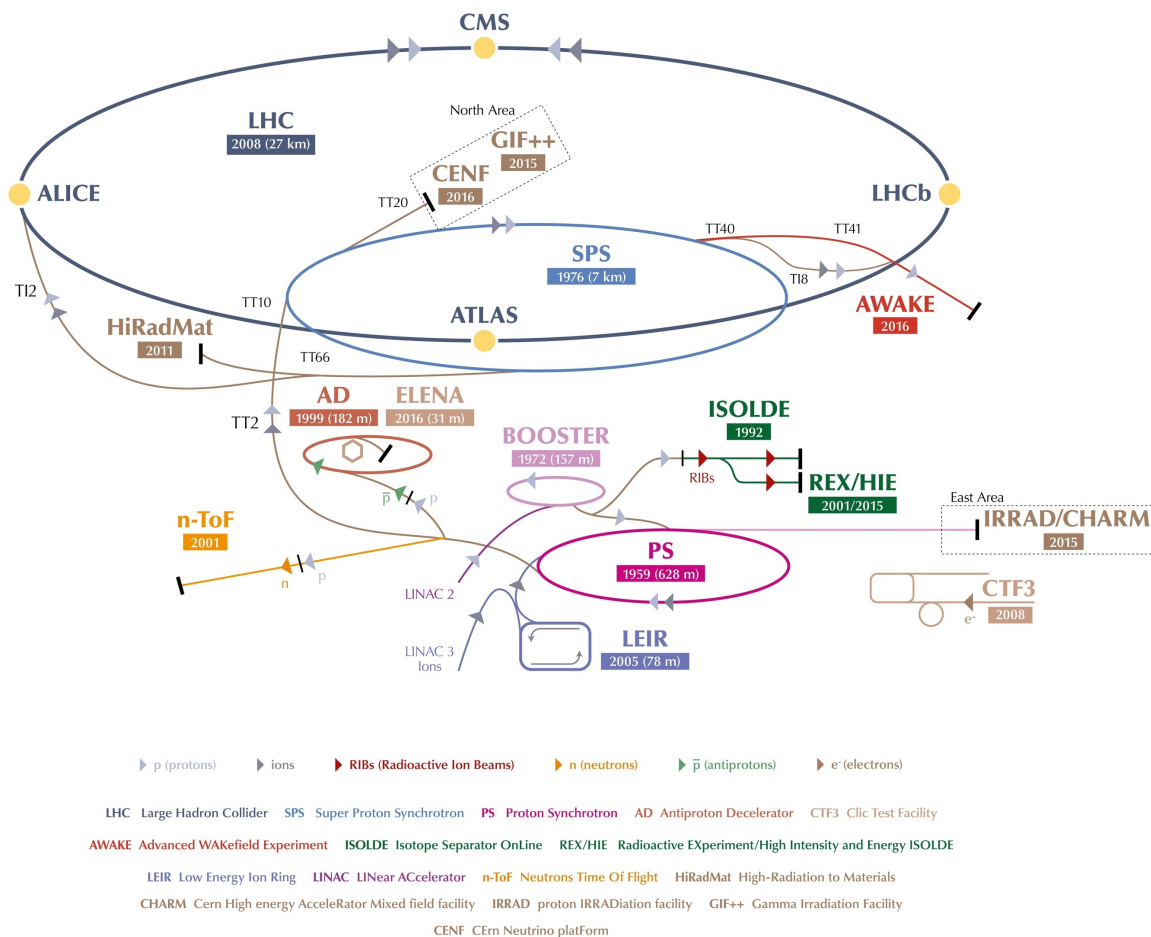 CMS
North Area
LHC
2008 (27 km)
GIF++
2015
CENF
2016
ALICE
LHCb
TT20
TT40
TT41
SPS
1976 (7 km)
TI8
TI2
TT10
AWAKE
2016
ATLAS
HiRadMat
2011
TT66
AD
1999 (182 m)
ELENA
2016 (31 m)
TT2
ISOLDE
1992
BOOSTER
1972 (157 m)
RIBs
REX/HIE
2001/2015
p̅
p
East Area
n-ToF
2001
IRRAD/CHARM
2015
PS
1959 (628 m)
n
p
LINAC 2
CTF3
2008
e-
LEIR
2005 (78 m)
LINAC 3
Ions
p (protons) ions RIBs (Radioactive Ion Beams) n (neutrons) p̅ (antiprotons) e- (electrons)
LHC Large Hadron Collider SPS Super Proton Synchrotron PS Proton Synchrotron AD Antiproton Decelerator CTF3 Clic Test Facility
AWAKE Advanced WAKefield Experiment ISOLDE Isotope Separator OnLine REX/HIE Radioactive EXperiment/High Intensity and Energy ISOLDE
LEIR Low Energy Ion Ring LINAC LINear ACcelerator n-ToF Neutrons Time Of Flight HiRadMat High-Radiation to Materials
CHARM Cern High energy AcceleRator Mixed field facility IRRAD proton IRRADiation facility GIF++ Gamma Irradiation Facility
CENF CErn Neutrino platForm